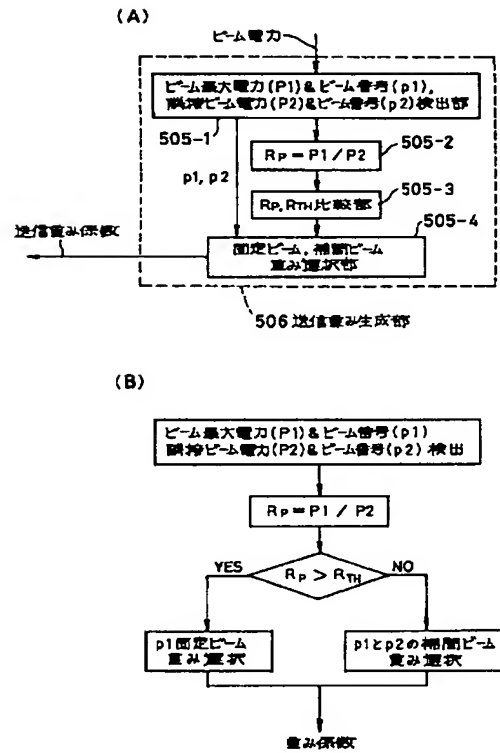 (A)
ビーム電力
ビーム最大電力(P1)&ビーム信号(p1),
隣接ビーム電力(P2)&ビーム信号(p2)検出部
505-1
RP=P1/P2
505-2
p1, p2
RP,RTH比較部
505-3
505-4
送信重み係数
固定ビーム,補間ビーム
重み選択部
506送信重み生成部
(B)
ビーム最大電力(P1)&ビーム信号(p1)
隣接ビーム電力(P2)&ビーム信号(p2)検出
RP=P1 / P2
YES
RP > RTH
NO
p1固定ビーム
重み選択
p1とp2の補間ビーム
重み選択
重み係数